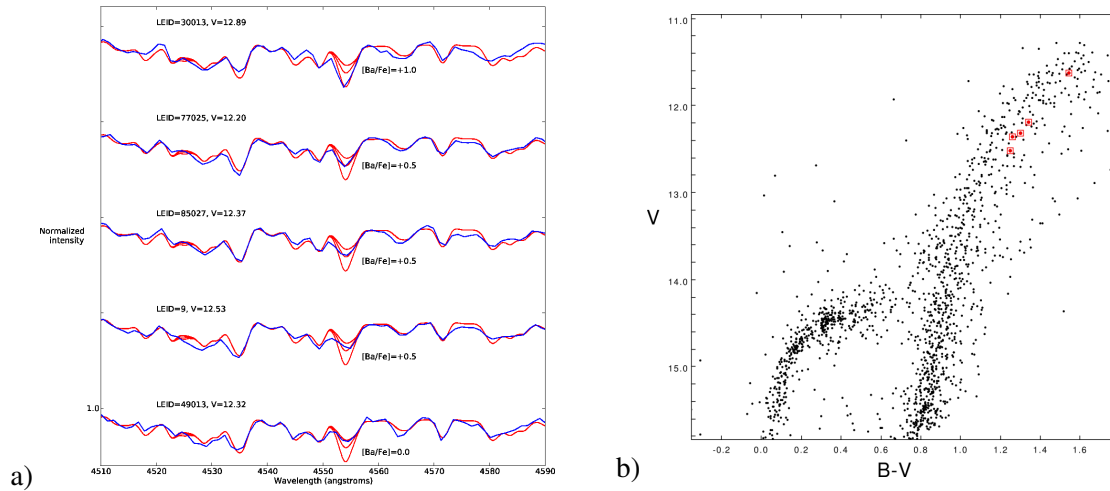 LEID=30013, V=12.89
[Ba/Fe]=+1.0
LEID=77025, V=12.20
[Ba/Fe]=+0.5
LEID=85027, V=12.37
Normalized
intensity
[Ba/Fe]=+0.5
LEID=9, V=12.53
[Ba/Fe]=+0.5
LEID=49013, V=12.32
1.0
[Ba/Fe]=0.0
4510 4520 4530 4540 4550 4560 4570 4580 4590
Wavelength (angstroms)
a)
11.0
12.0
13.0
V
14.0
15.0
-0.2 0.0 0.2 0.4 0.6 0.8 1.0 1.2 1.4 1.6
B-V
b)